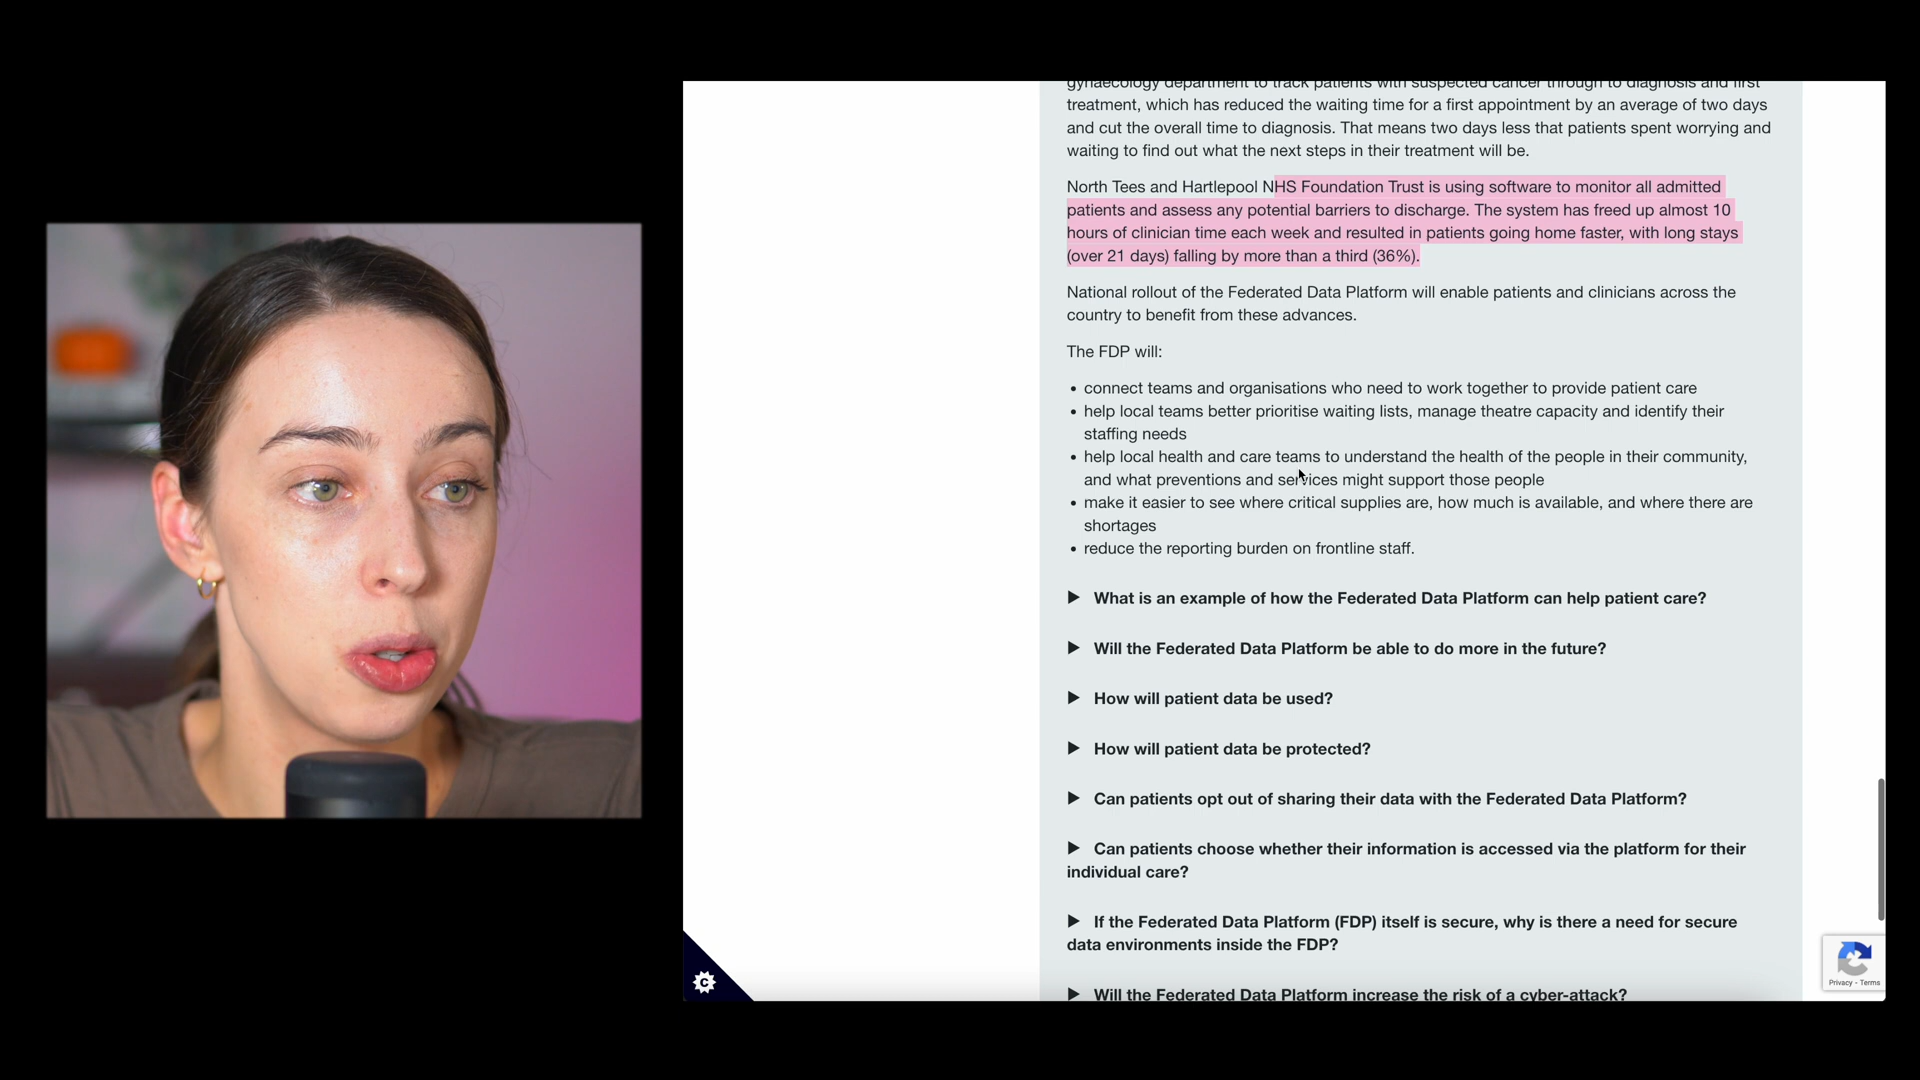 gynaecology department to track patients with suspected cancer through to diagnosis and first
treatment, which has reduced the waiting time for a first appointment by an average of two days
and cut the overall time to diagnosis. That means two days less that patients spent worrying and
waiting to find out what the next steps in their treatment will be.
North Tees and Hartlepool NHS Foundation Trust is using software to monitor all admitted
patients and assess any potential barriers to discharge. The system has freed up almost 10
hours of clinician time each week and resulted in patients going home faster, with long stays
(over 21 days) falling by more than a third (36%).
National rollout of the Federated Data Platform will enable patients and clinicians across the
country to benefit from these advances.
The FDP will:
• connect teams and organisations who need to work together to provide patient care
• help local teams better prioritise waiting lists, manage theatre capacity and identify their
staffing needs
• help local health and care teams to understand the health of the people in their community,
and what preventions and services might support those people
• make it easier to see where critical supplies are, how much is available, and where there are
shortages
• reduce the reporting burden on frontline staff.
▶ What is an example of how the Federated Data Platform can help patient care?
▶ Will the Federated Data Platform be able to do more in the future?
▶ How will patient data be used?
▶ How will patient data be protected?
▶ Can patients opt out of sharing their data with the Federated Data Platform?
▶ Can patients choose whether their information is accessed via the platform for their
individual care?
▶ If the Federated Data Platform (FDP) itself is secure, why is there a need for secure
data environments inside the FDP?
▶ Will the Federated Data Platform increase the risk of a cyber-attack?
C
Privacy - Terms